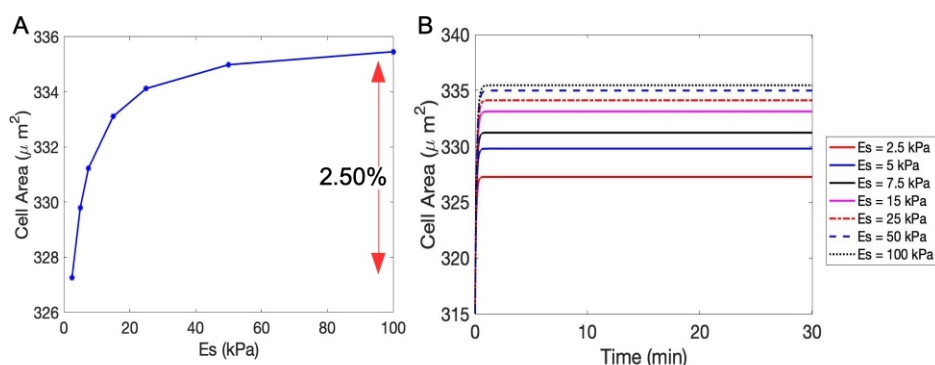 A
Cell Area (μ m²)
336
334
332
330
328
326
2.50%
0
20
40
60
80
100
Es (kPa)
B
Cell Area (μ m²)
340
335
330
325
320
315
0
10
20
30
Time (min)
Es = 2.5 kPa
Es = 5 kPa
Es = 7.5 kPa
Es = 15 kPa
Es = 25 kPa
Es = 50 kPa
Es = 100 kPa